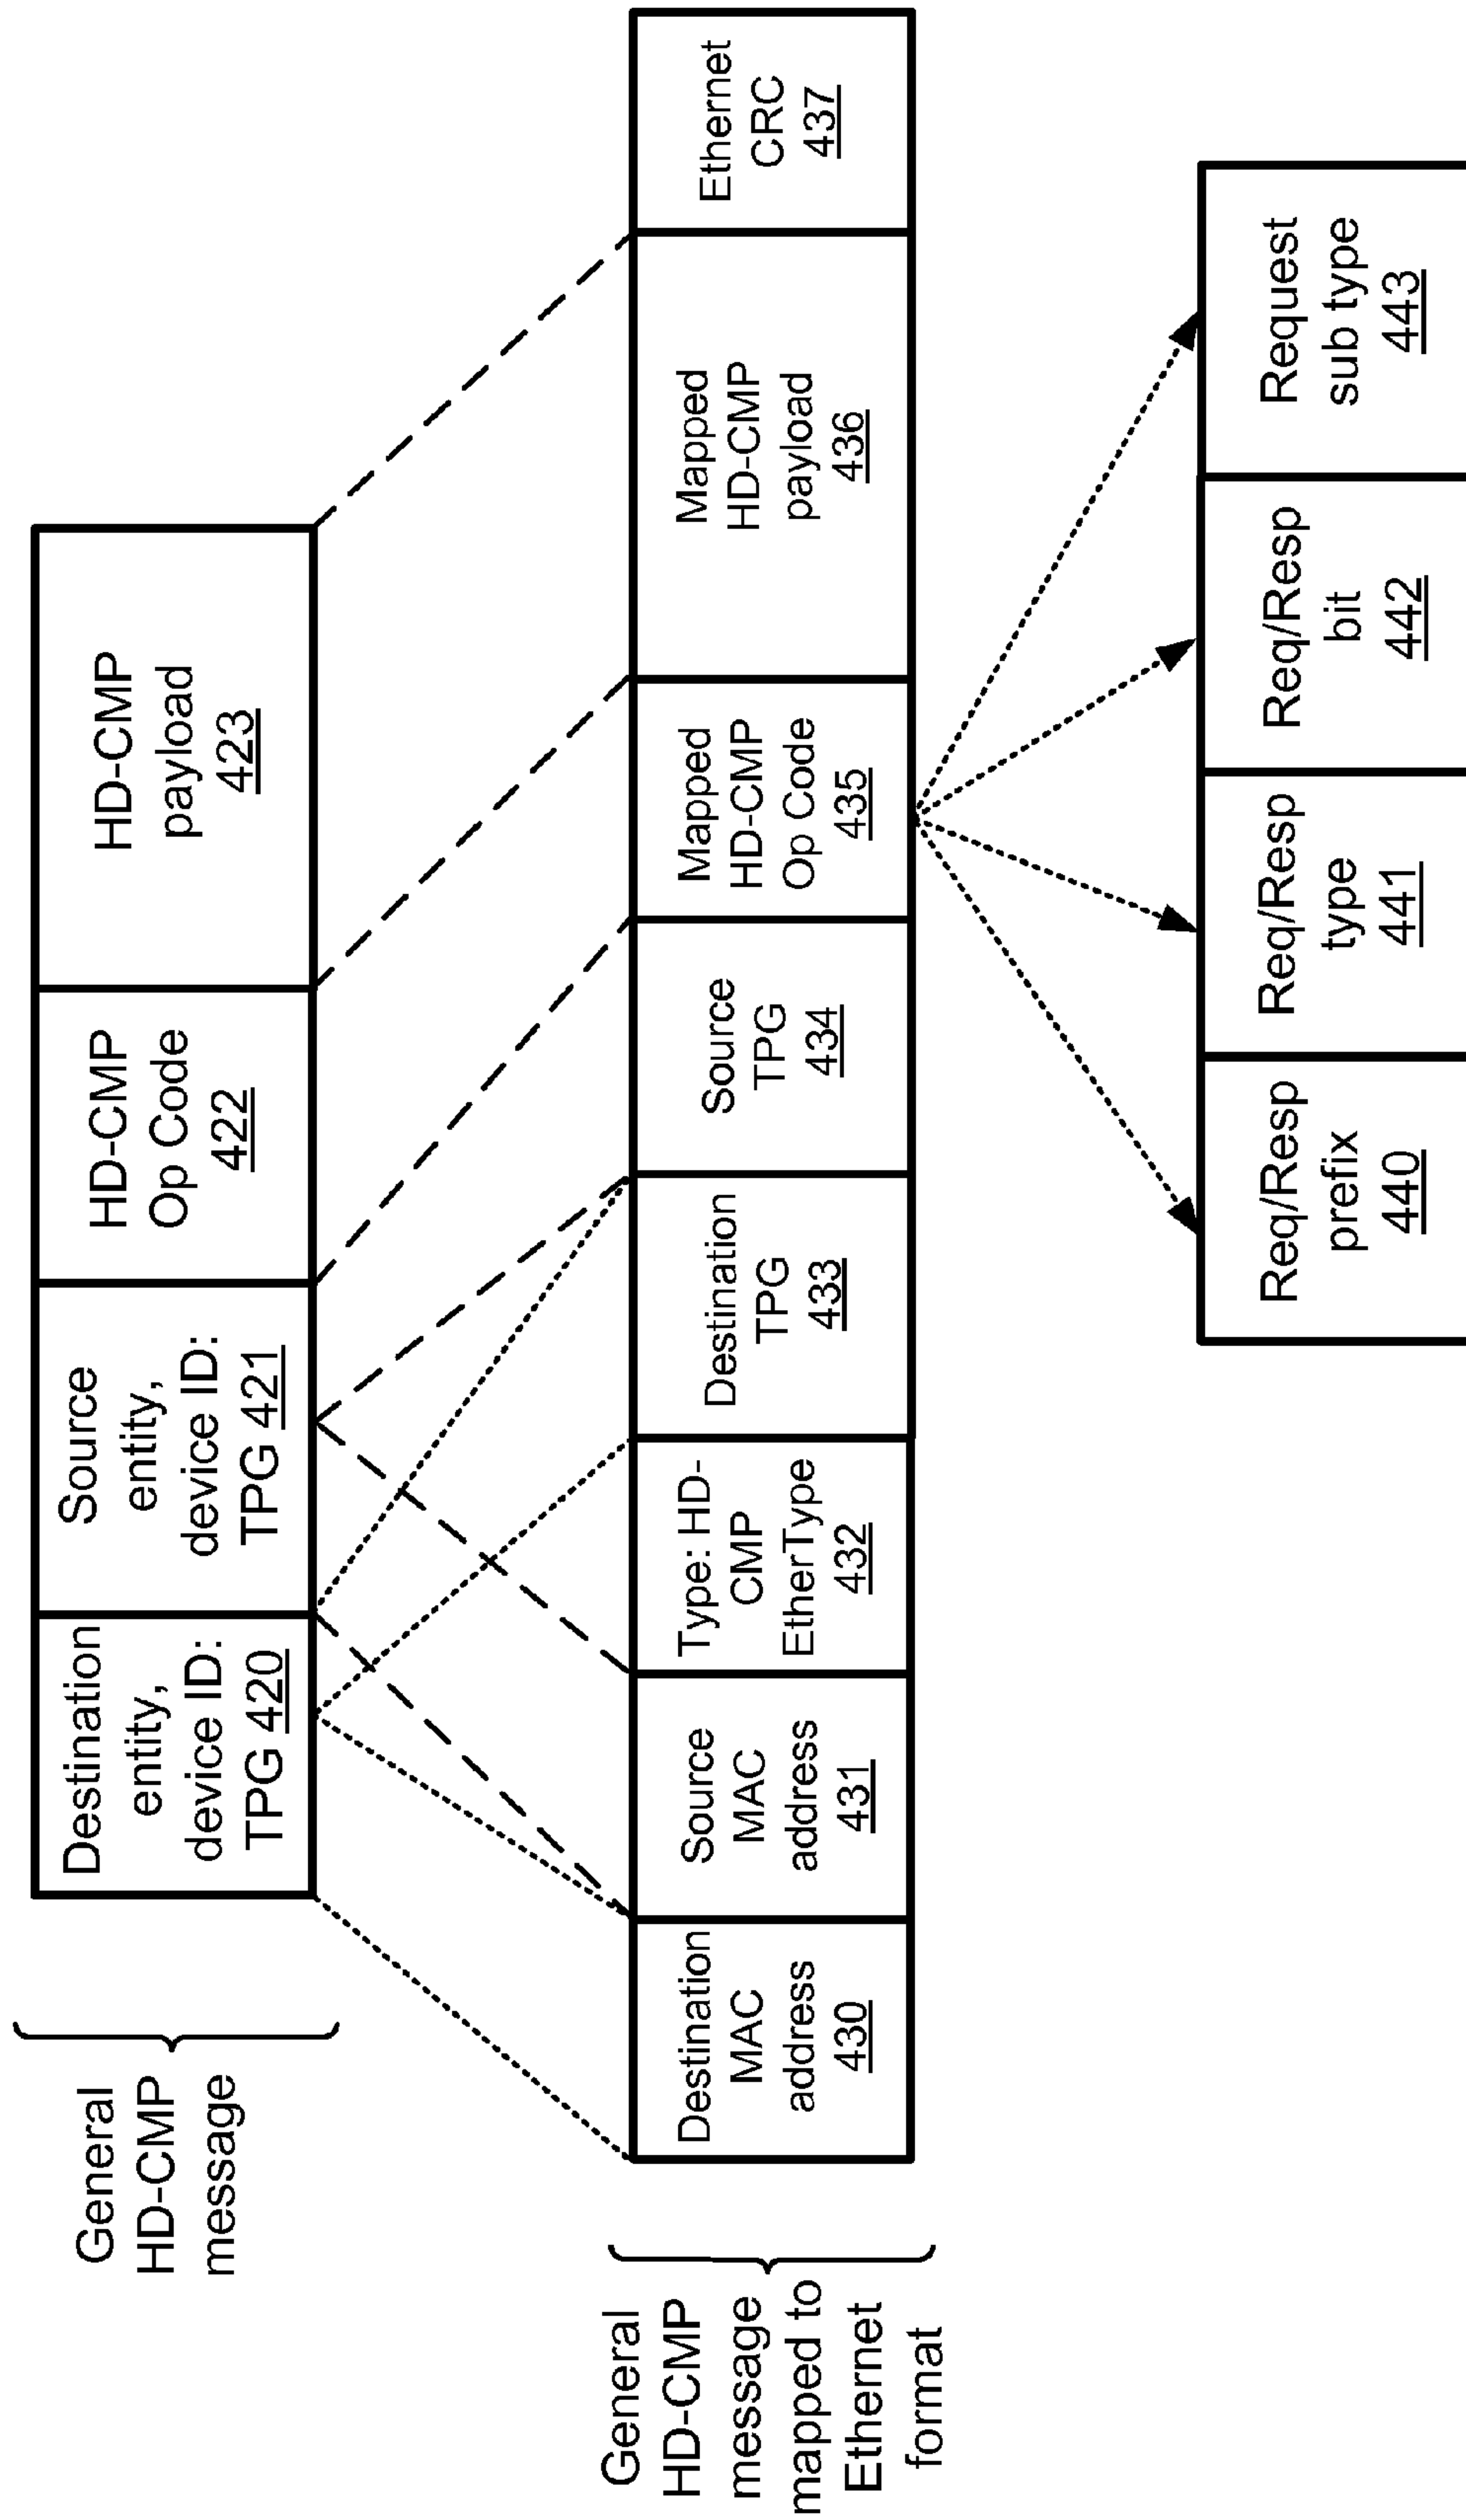 General
HD-CMP
message
Destination
entity,
device ID:
TPG 420
Source
entity,
device ID:
TPG 421
HD-CMP
Op Code
422
HD-CMP
payload
423
General
HD-CMP
message
mapped to
Ethernet
format
Destination
MAC
address
430
Source
MAC
address
431
Type: HD-
CMP
EtherType
432
Destination
TPG
433
Source
TPG
434
Mapped
HD-CMP
Op Code
435
Mapped
HD-CMP
payload
436
Ethernet
CRC
437
Req/Resp
prefix
440
Req/Resp
type
441
Req/Resp
bit
442
Request
sub type
443